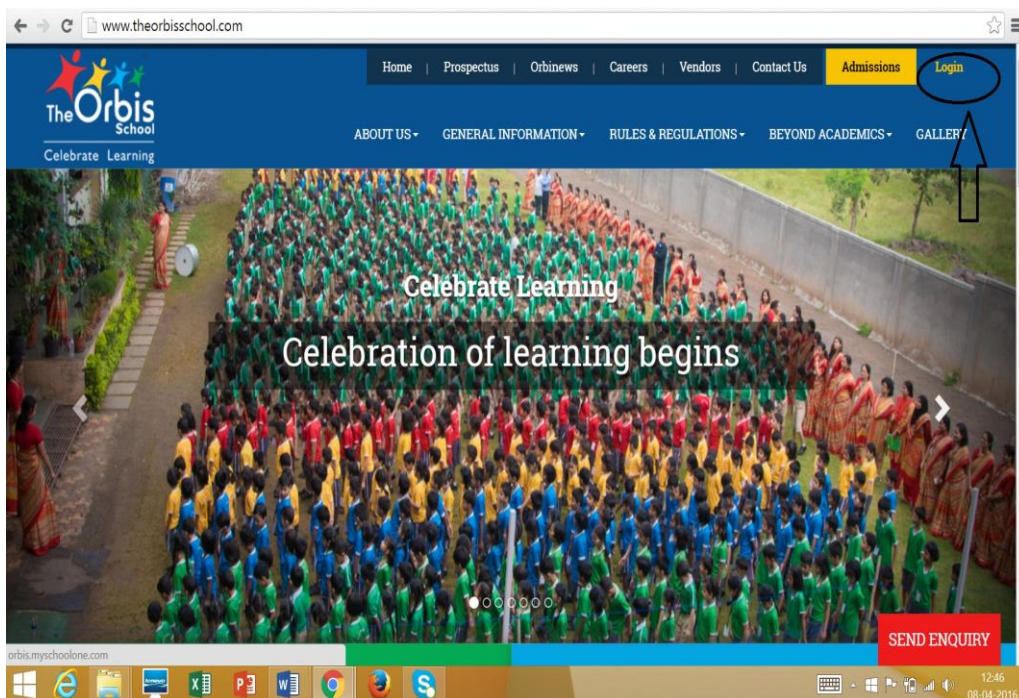 www.theorbisschool.com
Home | Prospectus | Orbinews | Careers | Vendors | Contact Us Admissions Login
The Orbis
School
Celebrate Learning
ABOUT US GENERAL INFORMATION RULES & REGULATIONS BEYOND ACADEMICS GALLERY
Celebrate Learning
Celebration of learning begins
SEND ENQUIRY
orbis.myschoolone.com
12:46
08-04-2016